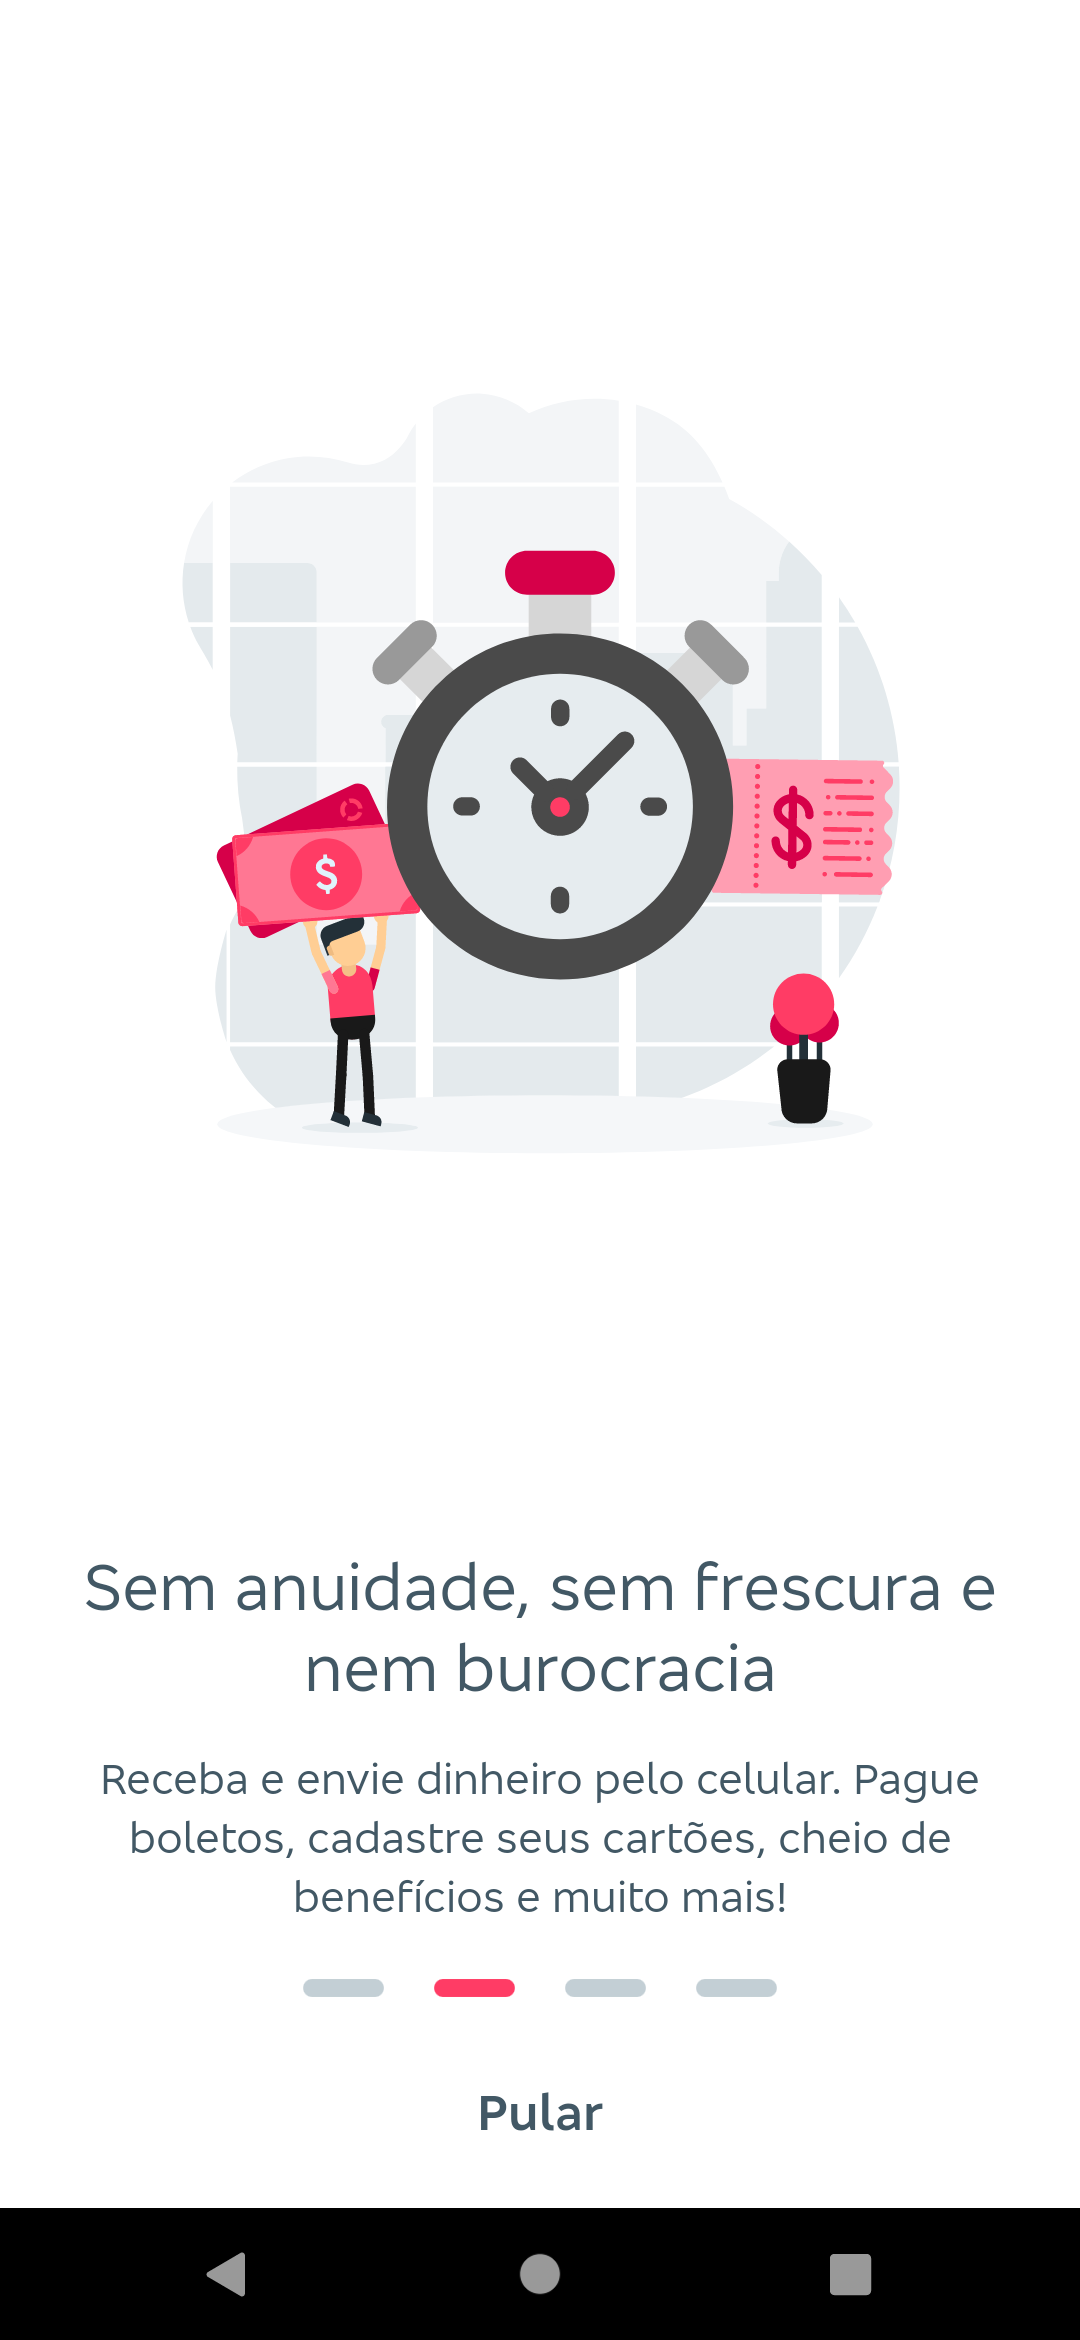 $
$
Sem anuidade, sem frescura e
nem burocracia
Receba e envie dinheiro pelo celular. Pague
boletos, cadastre seus cartões, cheio de
benefícios e muito mais!
Pular